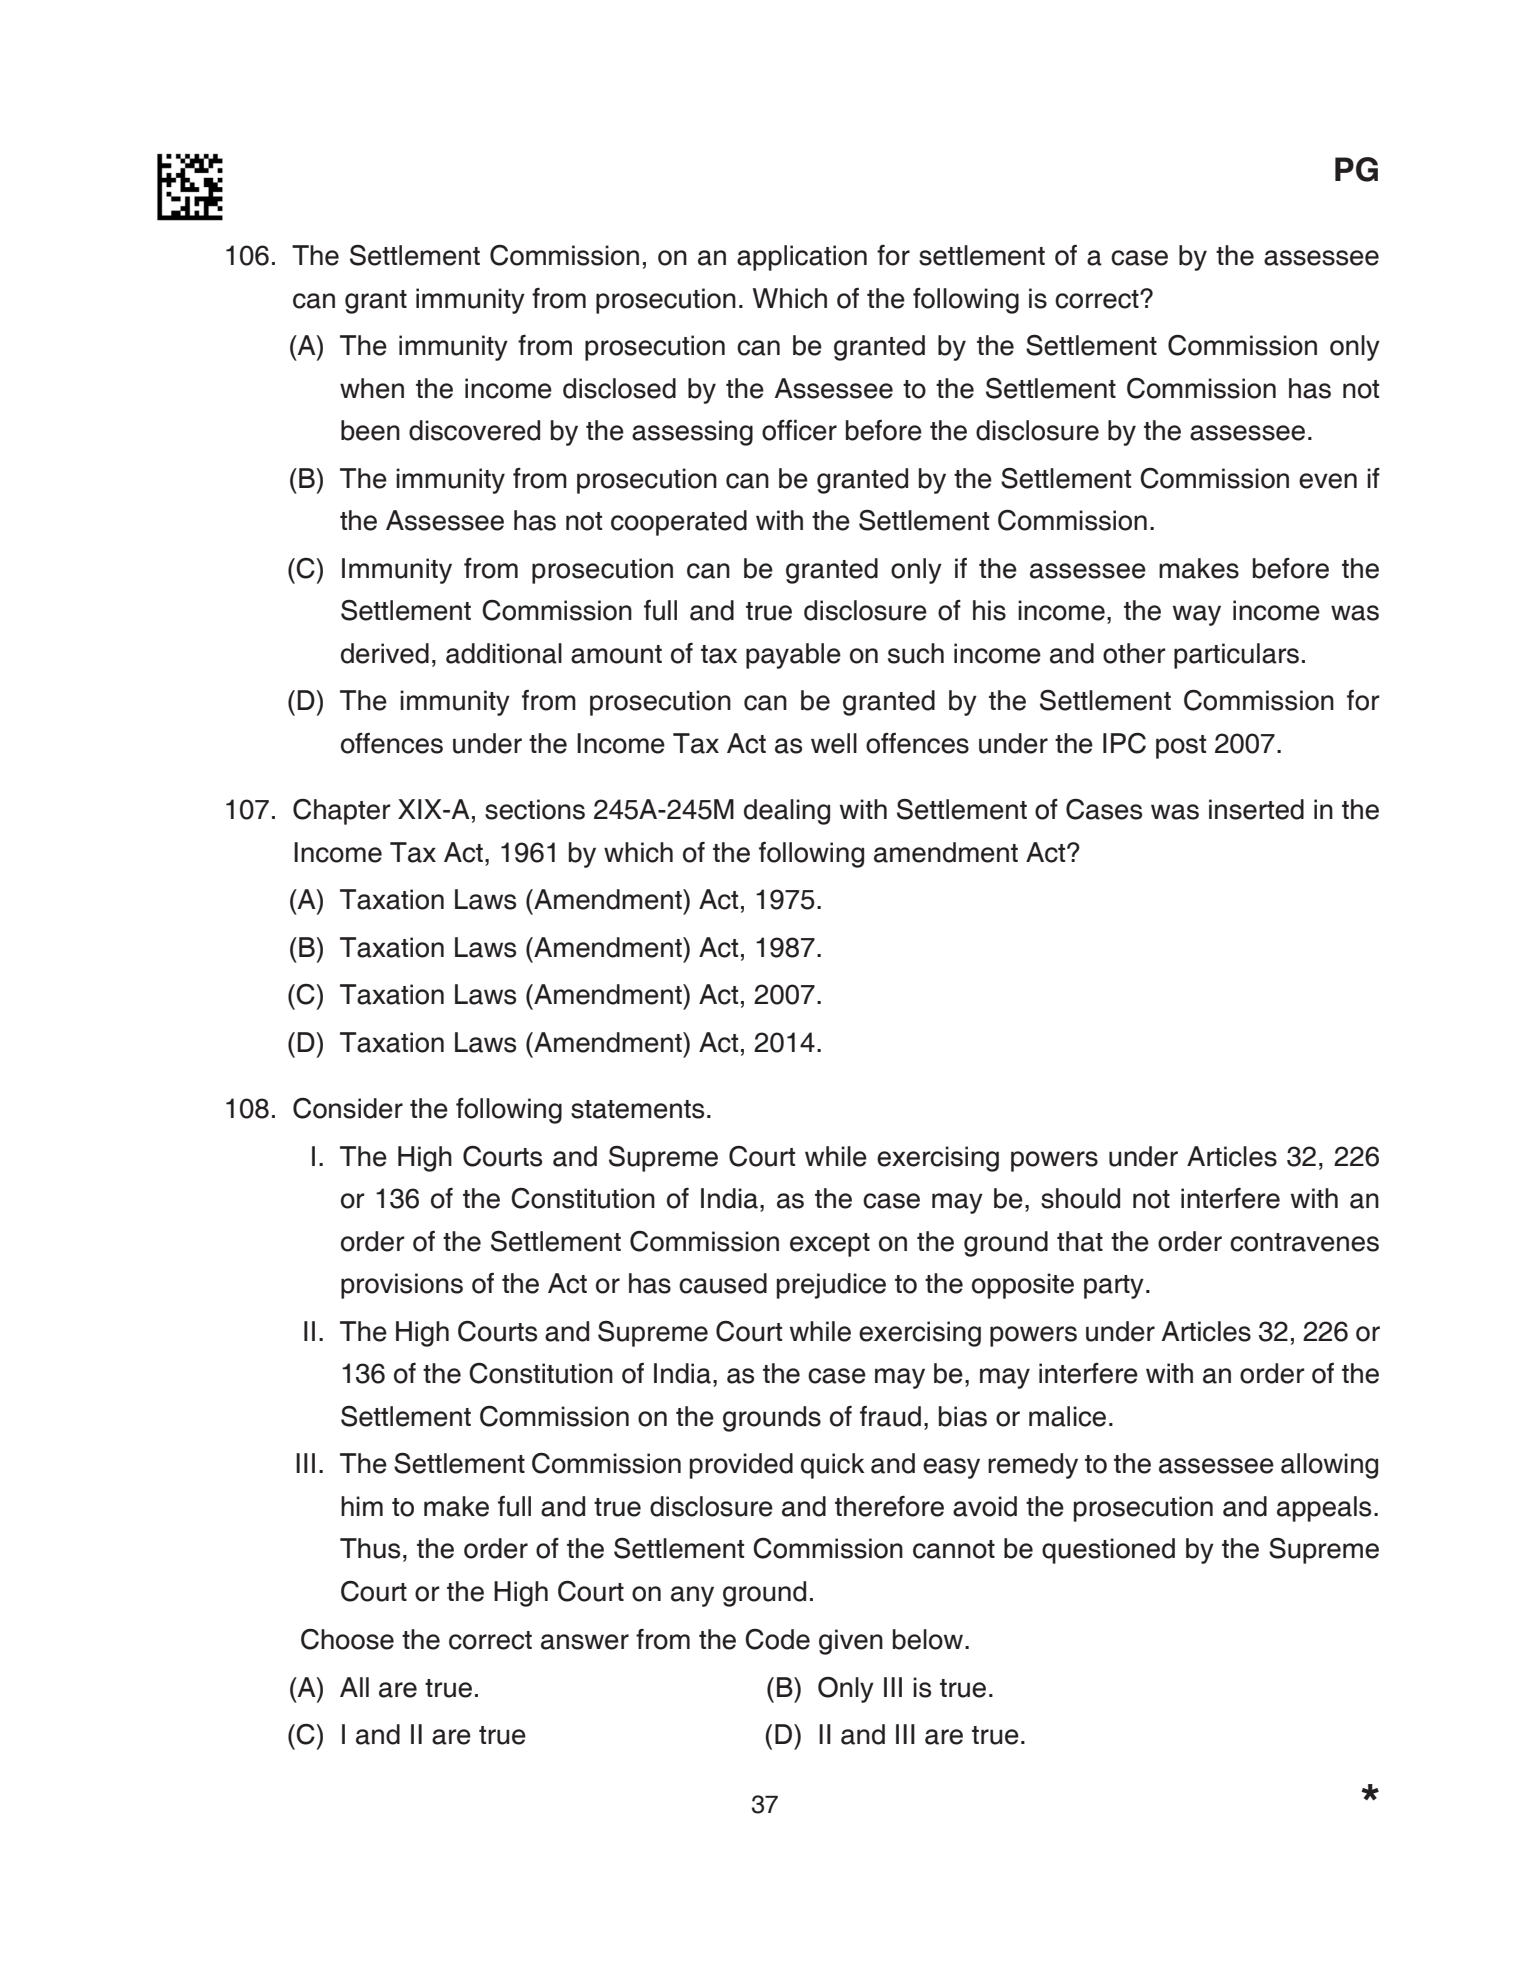 PG
106. The Settlement Commission, on an application for settlement of a case by the assessee
can grant immunity from prosecution. Which of the following is correct?
(A) The immunity from prosecution can be granted by the Settlement Commission only
when the income disclosed by the Assessee to the Settlement Commission has not
been discovered by the assessing officer before the disclosure by the assessee.
(B) The immunity from prosecution can be granted by the Settlement Commission even if
the Assessee has not cooperated with the Settlement Commission.
(C) Immunity from prosecution can be granted only if the assessee makes before the
Settlement Commission full and true disclosure of his income, the way income was
derived, additional amount of tax payable on such income and other particulars.
(D) The immunity from prosecution can be granted by the Settlement Commission for
offences under the Income Tax Act as well offences under the IPC post 2007.
107. Chapter XIX-A, sections 245A-245M dealing with Settlement of Cases was inserted in the
Income Tax Act, 1961 by which of the following amendment Act?
(A) Taxation Laws (Amendment) Act, 1975.
(B) Taxation Laws (Amendment) Act, 1987.
(C) Taxation Laws (Amendment) Act, 2007.
(D) Taxation Laws (Amendment) Act, 2014.
108. Consider the following statements.
I. The High Courts and Supreme Court while exercising powers under Articles 32, 226
or 136 of the Constitution of India, as the case may be, should not interfere with an
order of the Settlement Commission except on the ground that the order contravenes
provisions of the Act or has caused prejudice to the opposite party.
II. The High Courts and Supreme Court while exercising powers under Articles 32, 226 or
136 of the Constitution of India, as the case may be, may interfere with an order of the
Settlement Commission on the grounds of fraud, bias or malice.
III. The Settlement Commission provided quick and easy remedy to the assessee allowing
him to make full and true disclosure and therefore avoid the prosecution and appeals.
Thus, the order of the Settlement Commission cannot be questioned by the Supreme
Court or the High Court on any ground.
Choose the correct answer from the Code given below.
(A) All are true. (B) Only III is true.
(C) I and II are true (D) II and III are true.
37 *